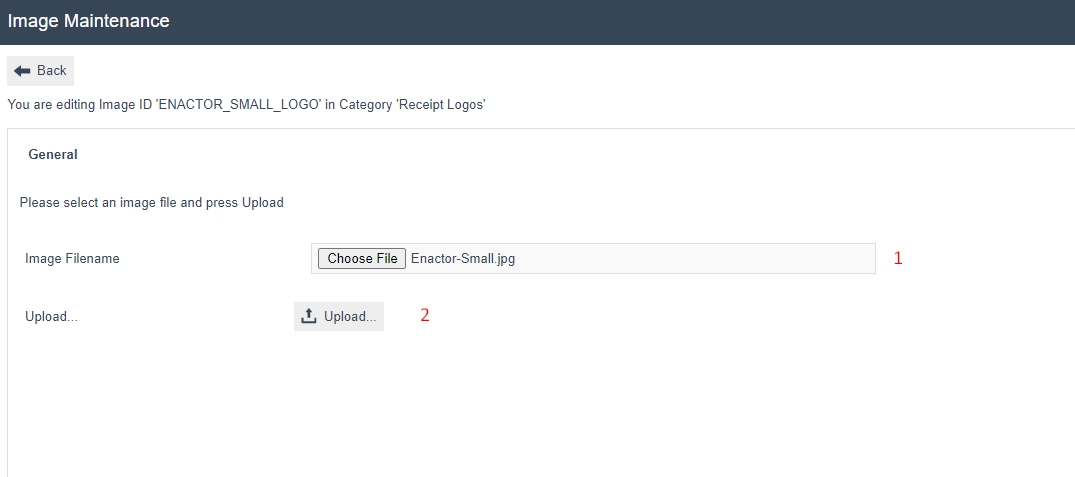 Image Maintenance
Back
You are editing Image ID 'ENACTOR_SMALL_LOGO' in Category 'Receipt Logos'
General
Please select an image file and press Upload
Image Filename Choose File Enactor-Small.jpg 1
Upload... Upload... 2